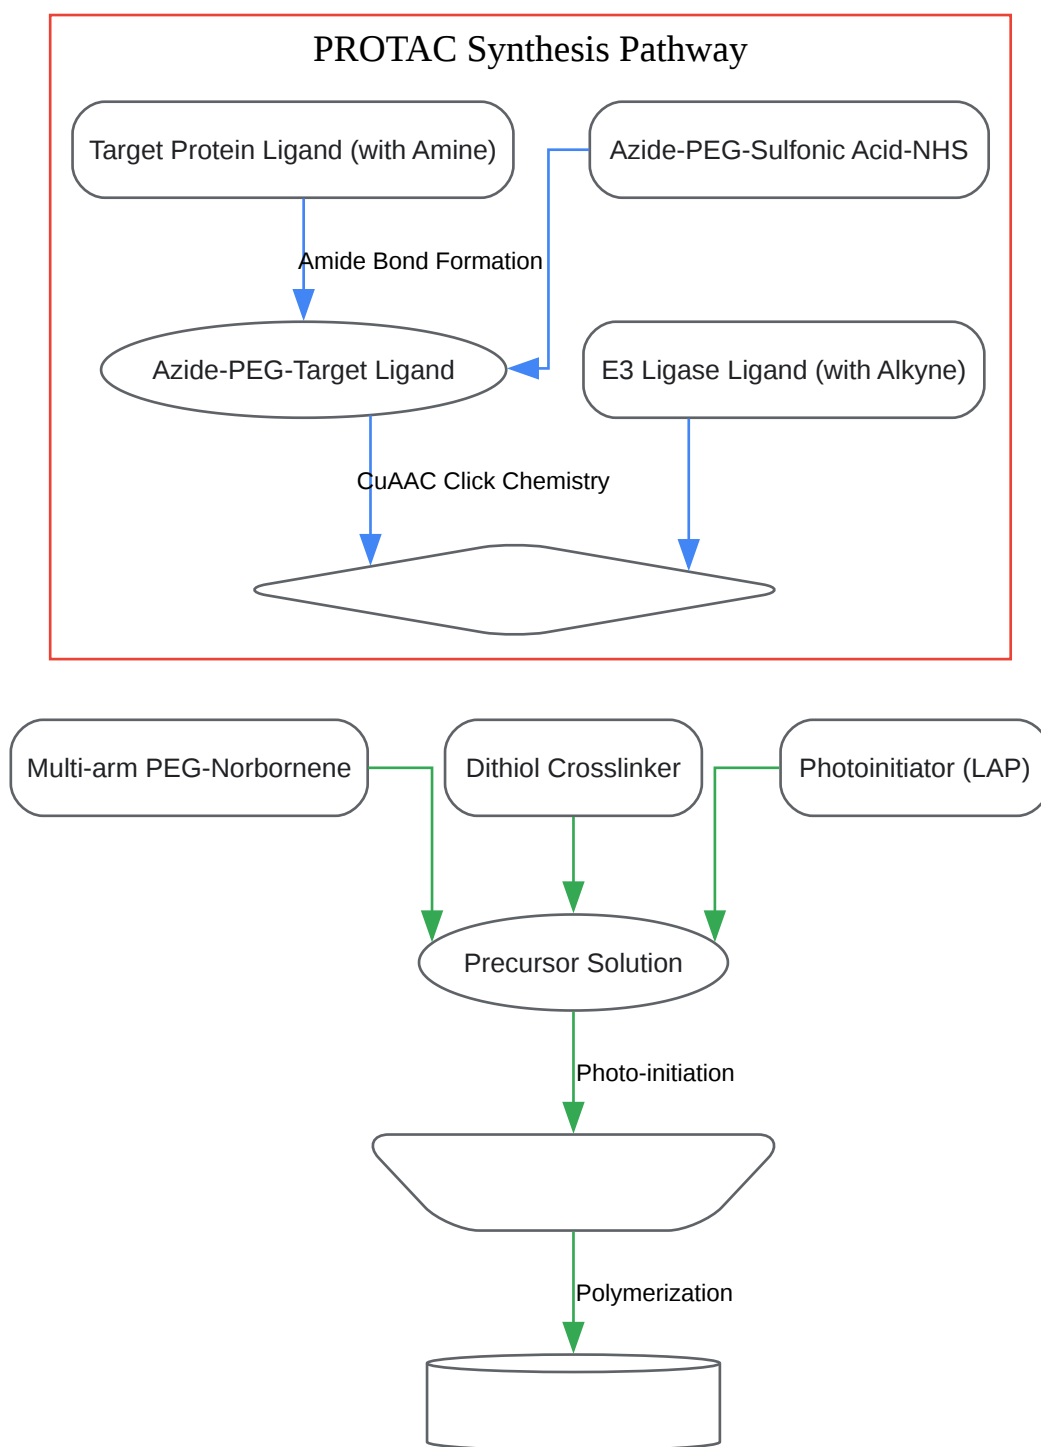 PROTAC Synthesis Pathway
Target Protein Ligand (with Amine)
Azide-PEG-Sulfonic Acid-NHS
Amide Bond Formation
Azide-PEG-Target Ligand
E3 Ligase Ligand (with Alkyne)
CuAAC Click Chemistry
Multi-arm PEG-Norbornene
Dithiol Crosslinker
Photoinitiator (LAP)
Precursor Solution
Photo-initiation
Polymerization